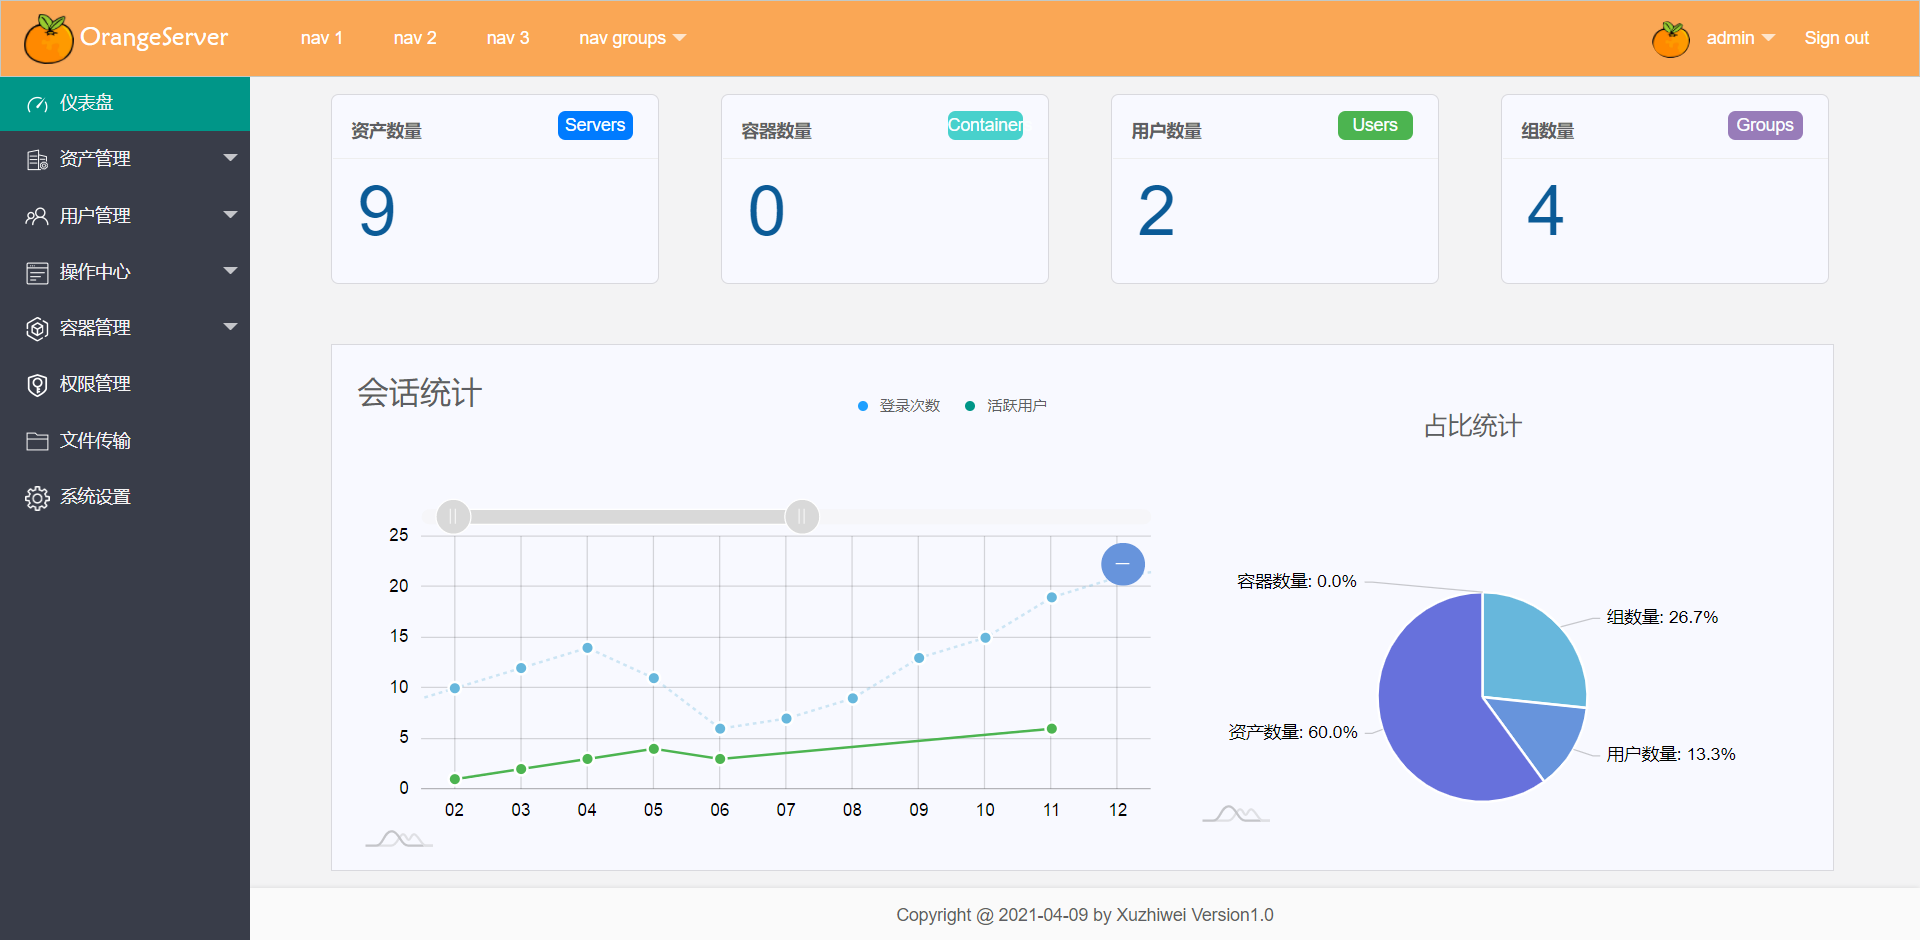 OrangeServer
nav 1
nav 2
nav 3
nav groups
admin
Sign out
仪表盘
资产管理
用户管理
操作中心
容器管理
权限管理
文件传输
系统设置
资产数量
Servers
9
容器数量
Container
0
用户数量
Users
2
组数量
Groups
4
会话统计
登录次数
活跃用户
25
20
15
10
5
0
02 03 04 05 06 07 08 09 10 11 12
占比统计
容器数量: 0.0%
组数量: 26.7%
资产数量: 60.0%
用户数量: 13.3%
Copyright @ 2021-04-09 by Xuzhiwei Version1.0